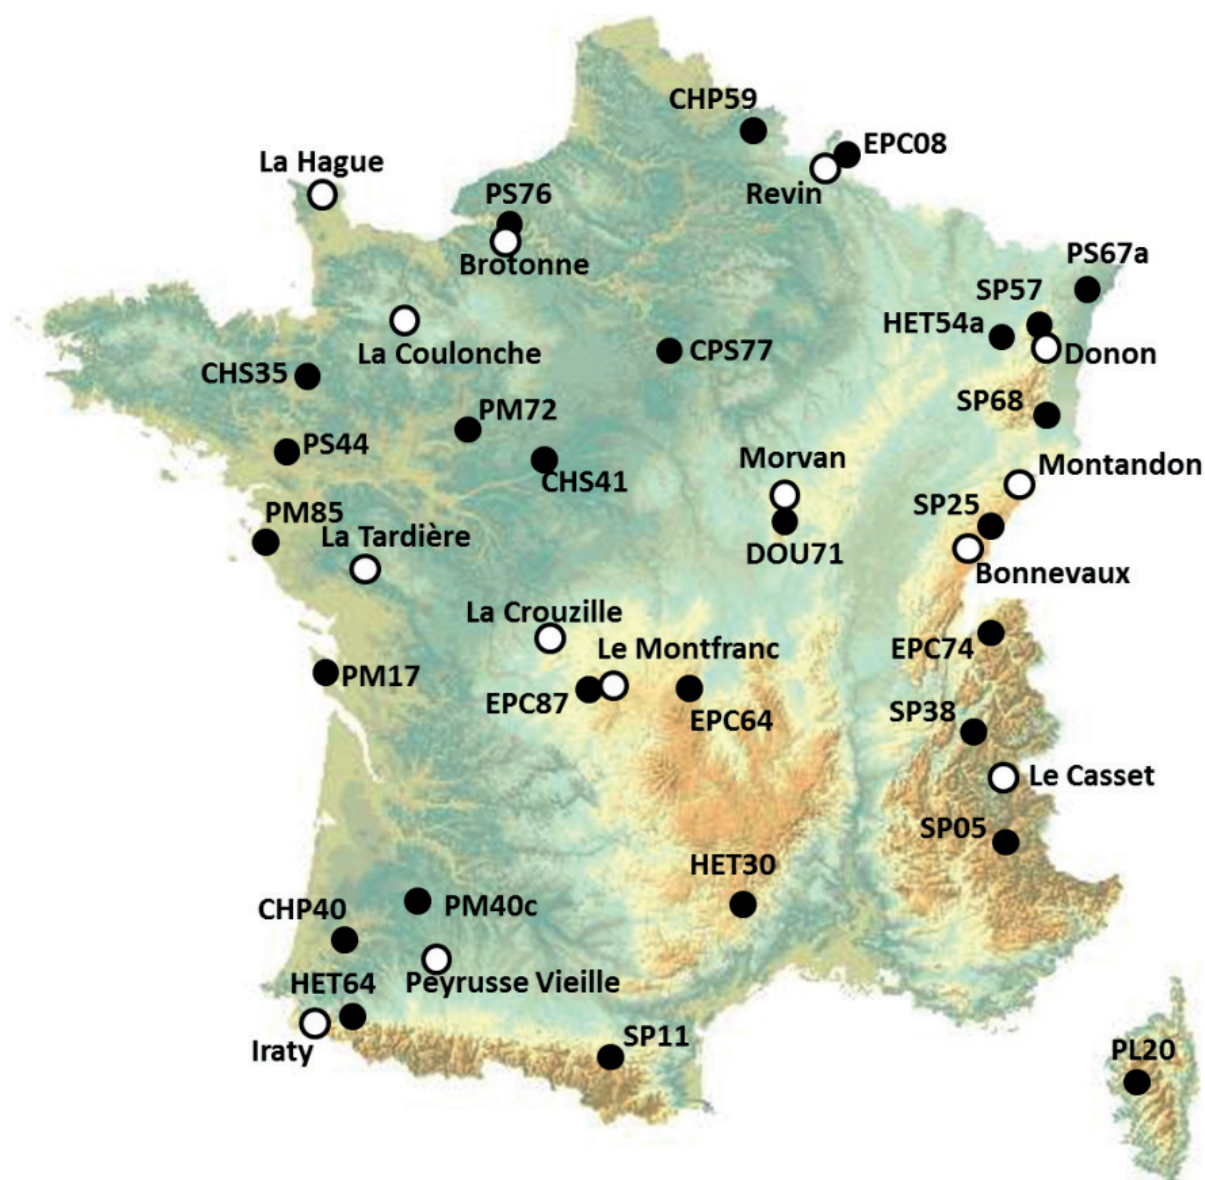 CHP59
EPC08
La Hague
Revin
PS76
Brotonne
PS67a
SP57
HET54a
La Coulonche
CPS77
Donon
CHS35
SP68
PM72
PS44
Morvan
Montandon
CHS41
SP25
PM85
La Tardière
DOU71
Bonnevaux
La Crouzille
Le Montfranc
EPC74
PM17
EPC87
EPC64
SP38
Le Casset
SP05
HET30
PM40c
CHP40
HET64
Peyrusse Vieille
SP11
Iraty
PL20